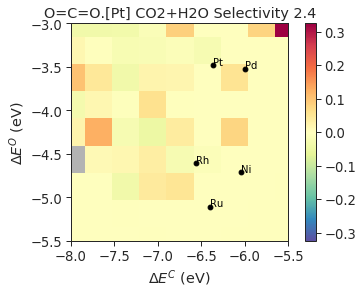 O=C=O.[Pt] CO2+H2O Selectivity 2.4
−3.0
−3.5
−4.0
−4.5
−5.0
−5.5
ΔE^O (eV)
Pt
Pd
Rh
Ni
Ru
−8.0 −7.5 −7.0 −6.5 −6.0 −5.5
ΔE^C (eV)
0.3
0.2
0.1
0.0
−0.1
−0.2
−0.3